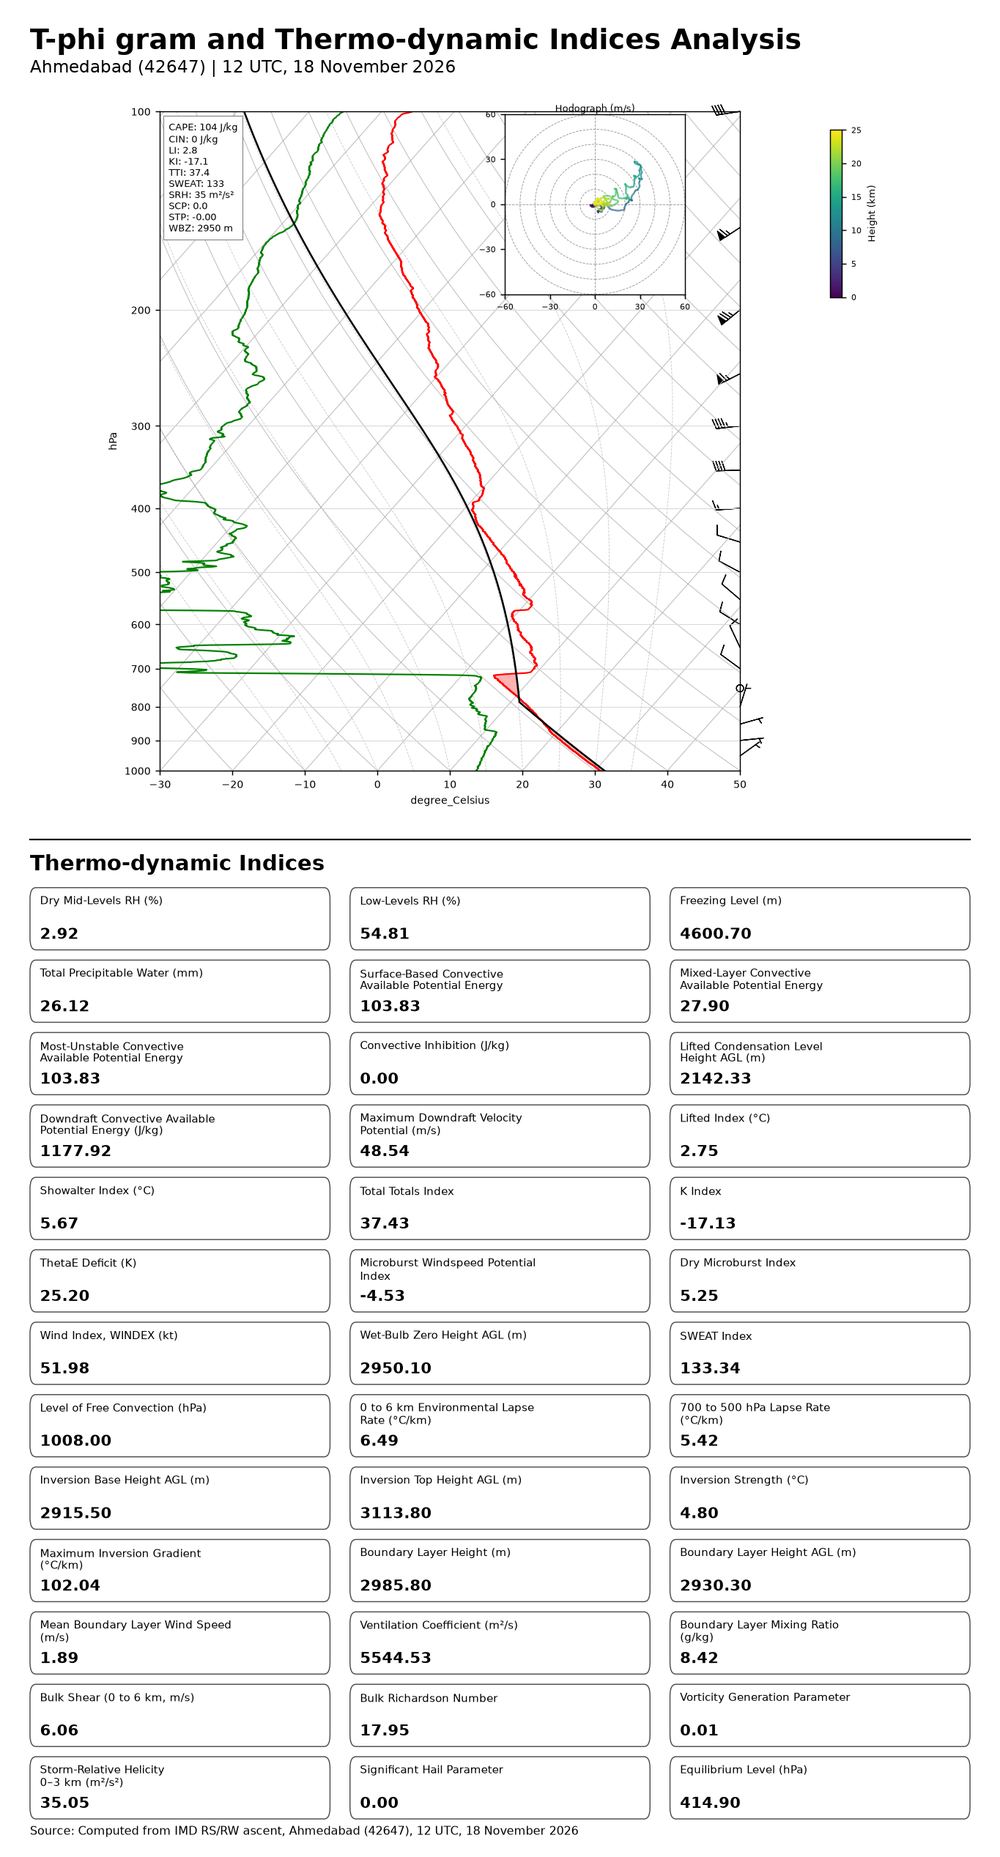 T-phi gram and Thermo-dynamic Indices Analysis
Ahmedabad (42647) | 12 UTC, 18 November 2026
Hodograph (m/s)
CAPE: 104 J/kg
CIN: 0 J/kg
LI: 2.8
KI: -17.1
TTI: 37.4
SWEAT: 133
SRH: 35 m²/s²
SCP: 0.0
STP: -0.00
WBZ: 2950 m
100
200
300
400
500
600
700
800
900
1000
hPa
−30
−20
−10
0
10
20
30
40
50
degree_Celsius
60
30
0
−30
−60
−60
−30
0
30
60
25
20
15
10
5
0
Height (km)
Thermo-dynamic Indices
Dry Mid-Levels RH (%)
2.92
Low-Levels RH (%)
54.81
Freezing Level (m)
4600.70
Total Precipitable Water (mm)
26.12
Surface-Based Convective
Available Potential Energy
103.83
Mixed-Layer Convective
Available Potential Energy
27.90
Most-Unstable Convective
Available Potential Energy
103.83
Convective Inhibition (J/kg)
0.00
Lifted Condensation Level
Height AGL (m)
2142.33
Downdraft Convective Available
Potential Energy (J/kg)
1177.92
Maximum Downdraft Velocity
Potential (m/s)
48.54
Lifted Index (°C)
2.75
Showalter Index (°C)
5.67
Total Totals Index
37.43
K Index
-17.13
ThetaE Deficit (K)
25.20
Microburst Windspeed Potential
Index
-4.53
Dry Microburst Index
5.25
Wind Index, WINDEX (kt)
51.98
Wet-Bulb Zero Height AGL (m)
2950.10
SWEAT Index
133.34
Level of Free Convection (hPa)
1008.00
0 to 6 km Environmental Lapse
Rate (°C/km)
6.49
700 to 500 hPa Lapse Rate
(°C/km)
5.42
Inversion Base Height AGL (m)
2915.50
Inversion Top Height AGL (m)
3113.80
Inversion Strength (°C)
4.80
Maximum Inversion Gradient
(°C/km)
102.04
Boundary Layer Height (m)
2985.80
Boundary Layer Height AGL (m)
2930.30
Mean Boundary Layer Wind Speed
(m/s)
1.89
Ventilation Coefficient (m²/s)
5544.53
Boundary Layer Mixing Ratio
(g/kg)
8.42
Bulk Shear (0 to 6 km, m/s)
6.06
Bulk Richardson Number
17.95
Vorticity Generation Parameter
0.01
Storm-Relative Helicity
0–3 km (m²/s²)
35.05
Significant Hail Parameter
0.00
Equilibrium Level (hPa)
414.90
Source: Computed from IMD RS/RW ascent, Ahmedabad (42647), 12 UTC, 18 November 2026